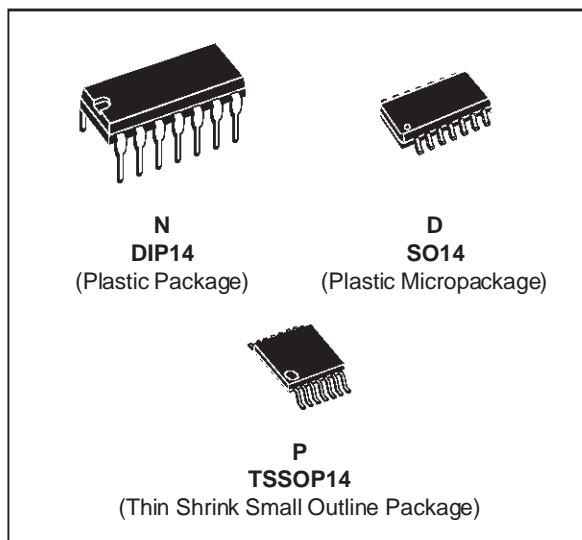 N
DIP14
(Plastic Package)
D
SO14
(Plastic Micropackage)
P
TSSOP14
(Thin Shrink Small Outline Package)